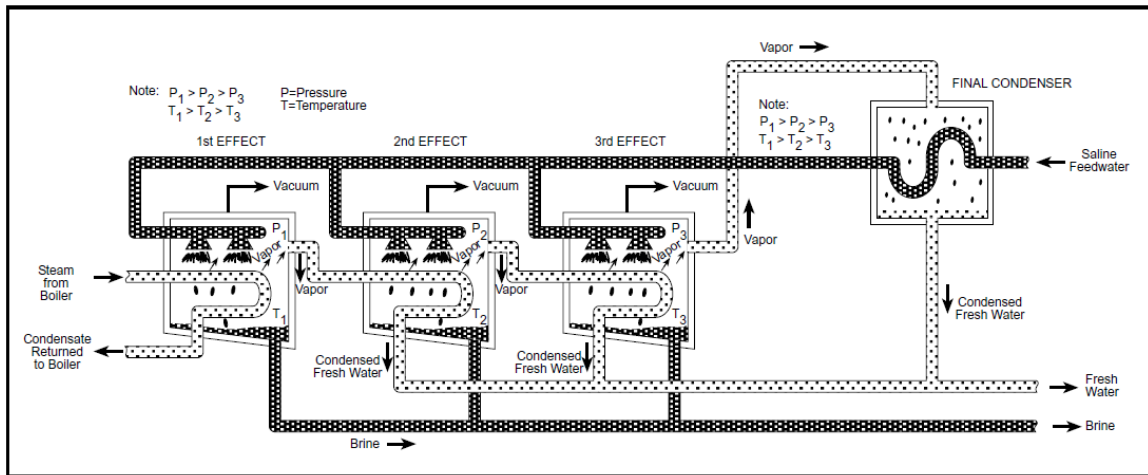 Vapor
FINAL CONDENSER
Note: P1 > P2 > P3
T1 > T2 > T3
P=Pressure
T=Temperature
Note:
P1 > P2 > P3
T1 > T2 > T3
1st EFFECT
2nd EFFECT
3rd EFFECT
Saline
Feedwater
Vacuum
Vacuum
Vacuum
P1
Vapor
P2
Vapor
P3
Vapor
Vapor
Steam
from
Boiler
Vapor
Vapor
T1
T2
T3
Condensed
Fresh Water
Condensate
Returned
to Boiler
Condensed
Fresh Water
Condensed
Fresh Water
Fresh
Water
Brine
Brine